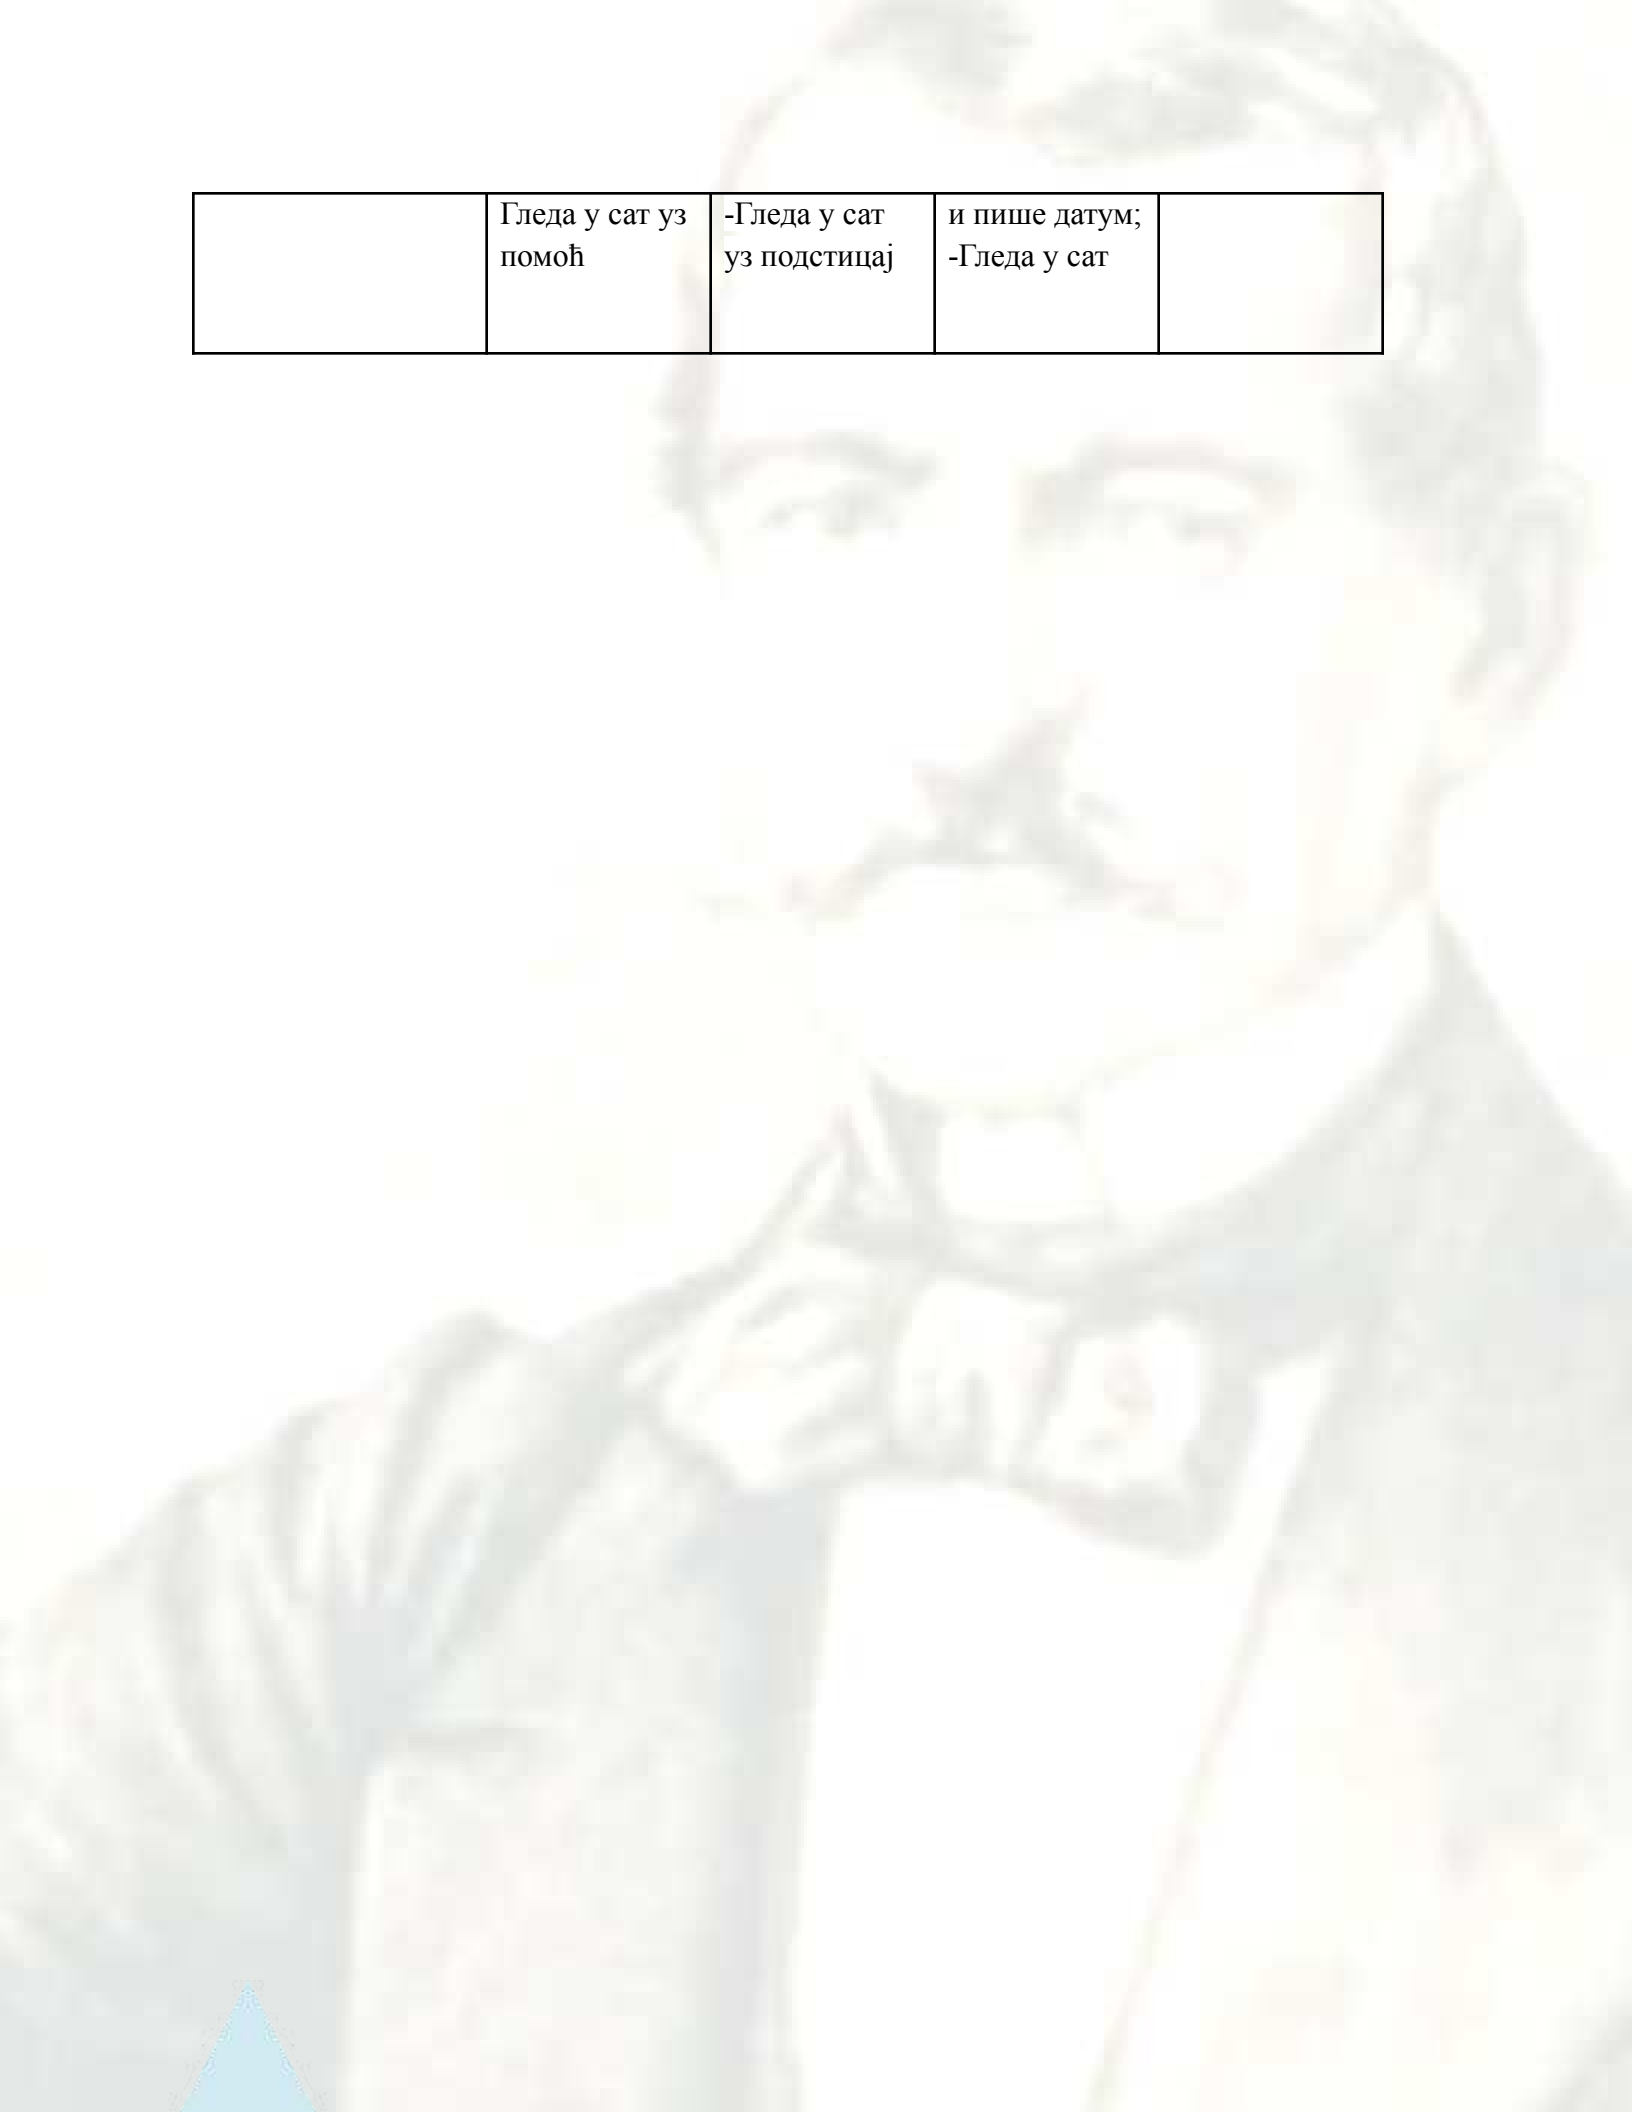 Гледа у сат уз
помоћ
-Гледа у сат
уз подстицај
и пише датум;
-Гледа у сат